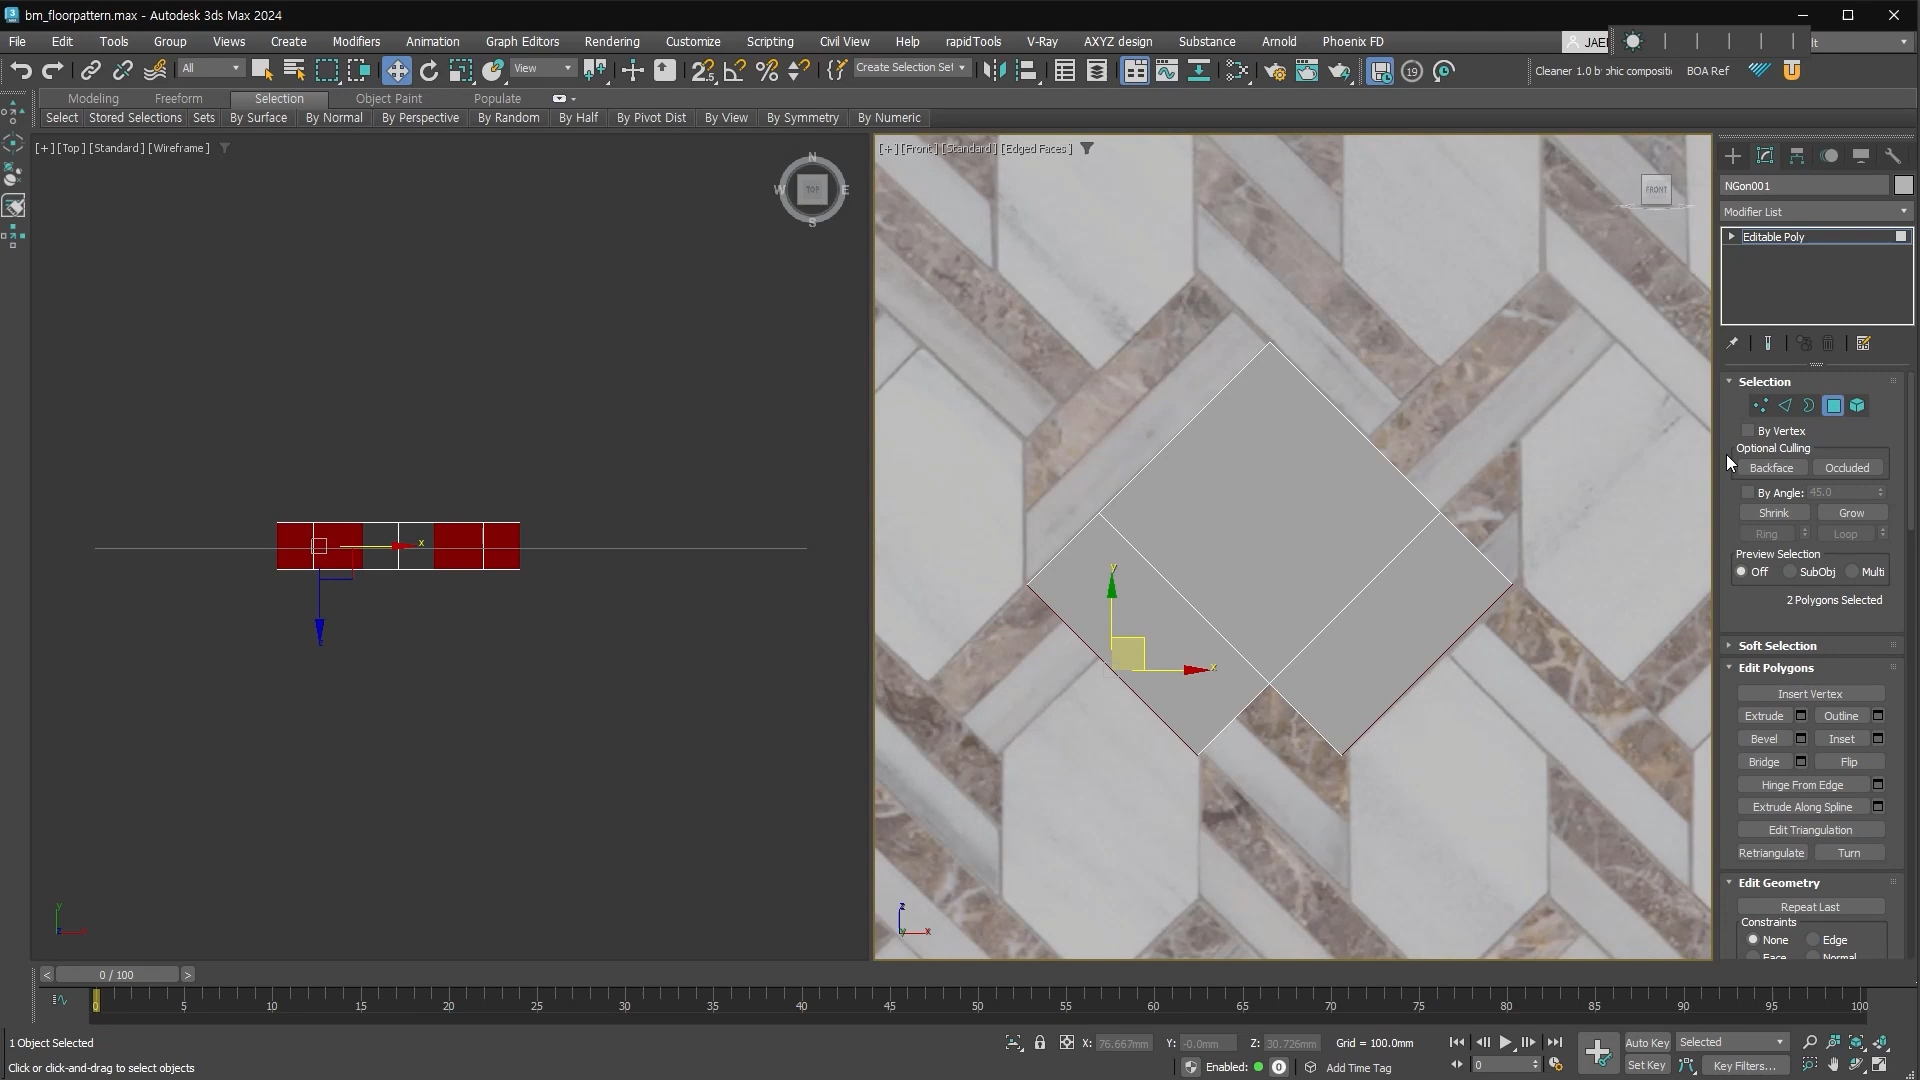 bm_floorpattern.max - Autodesk 3ds Max 2024
File Edit Tools Group Views Create Modifiers Animation Graph Editors Rendering Customize Scripting Civil View Help rapidTools V-Ray AXYZ design Substance Arnold Phoenix FD
All View Create Selection Set 19 Cleaner 1.0 b BOA Ref
Modeling Freeform Selection Object Paint Populate
Select Stored Selections Sets By Surface By Normal By Perspective By Random By Half By Pivot Dist By View By Symmetry By Numeric
[+] [Top] [Standard] [Wireframe]
N
W TOP E
S
x
y
[+] [Front] [Standard] [Edged Faces]
FRONT
y
x
z
y x
NGon001
Modifier List
Editable Poly
Selection
By Vertex
Optional Culling
Backface Occluded
By Angle: 45.0
Shrink Grow
Ring Loop
Preview Selection
Off SubObj Multi
2 Polygons Selected
Soft Selection
Edit Polygons
Insert Vertex
Extrude Outline
Bevel Inset
Bridge Flip
Hinge From Edge
Extrude Along Spline
Edit Triangulation
Retriangulate Turn
Edit Geometry
Repeat Last
Constraints
None Edge
Face Normal
< 0 / 100 >
0 5 10 15 20 25 30 35 40 45 50 55 60 65 70 75 80 85 90 95 100
1 Object Selected X: 76.667mm Y: -0.0mm Z: 30.726mm Grid = 100.0mm Auto Key Selected
Click or click-and-drag to select objects Enabled: 0 Add Time Tag 0 Set Key Key Filters...